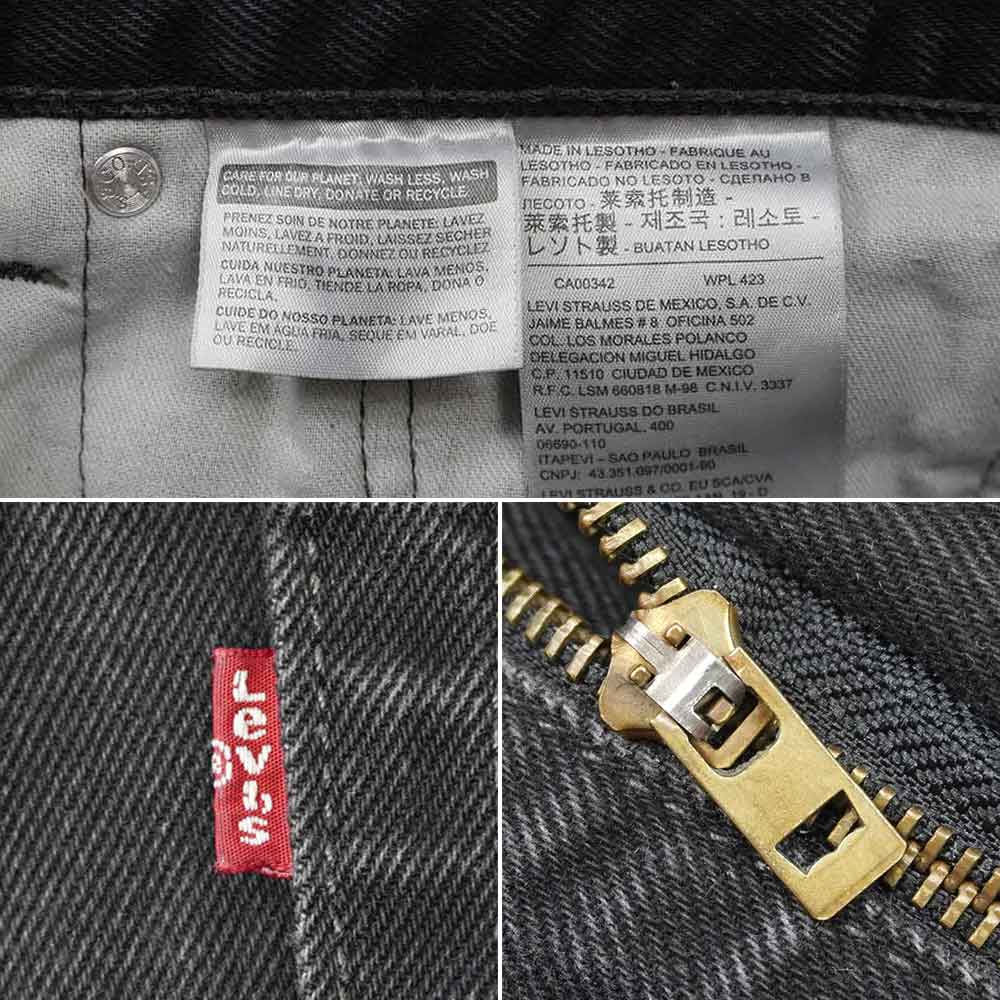 CARE FOR OUR PLANET, WASH LESS, WASH
COLD, LINE DRY, DONATE OR RECYCLE.
PRENEZ SOIN DE NOTRE PLANETE: LAVEZ
MOINS, LAVEZ A FROID, LAISSEZ SECHER
NATURELLEMENT, DONNEZ OU RECYCLEZ
CUIDA NUESTRO PLANETA: LAVA MENOS,
LAVA EN FRIO, TIENDE LA ROPA, DONA O
RECICLA.
CUIDE DO NOSSO PLANETA: LAVE MENOS,
LAVE EM AGUA FRIA, SEQUE EM VARAL, DOE
OU RECICLE.
MADE IN LESOTHO - FABRIQUE AU
LESOTHO - FABRICADO EN LESOTHO -
FABRICADO NO LESOTO - СДЕЛАНО В
ЛЕСОТО - 莱索托制造 -
萊索托製 - 제조국 : 레소토 -
レソト製 - BUATAN LESOTHO
CA00342 WPL 423
LEVI STRAUSS DE MEXICO, S.A. DE C.V.
JAIME BALMES # 8 OFICINA 502
COL. LOS MORALES POLANCO
DELEGACION MIGUEL HIDALGO
C.P. 11510 CIUDAD DE MEXICO
R.F.C. LSM 660818 M-98 C.N.I.V. 3337
LEVI STRAUSS DO BRASIL
AV. PORTUGAL, 400
06690-110
ITAPEVI – SAO PAULO BRASIL
CNPJ: 43.351.097/0001-90
LEVI STRAUSS & CO. EU SCA/CVA
LEVI'S
®